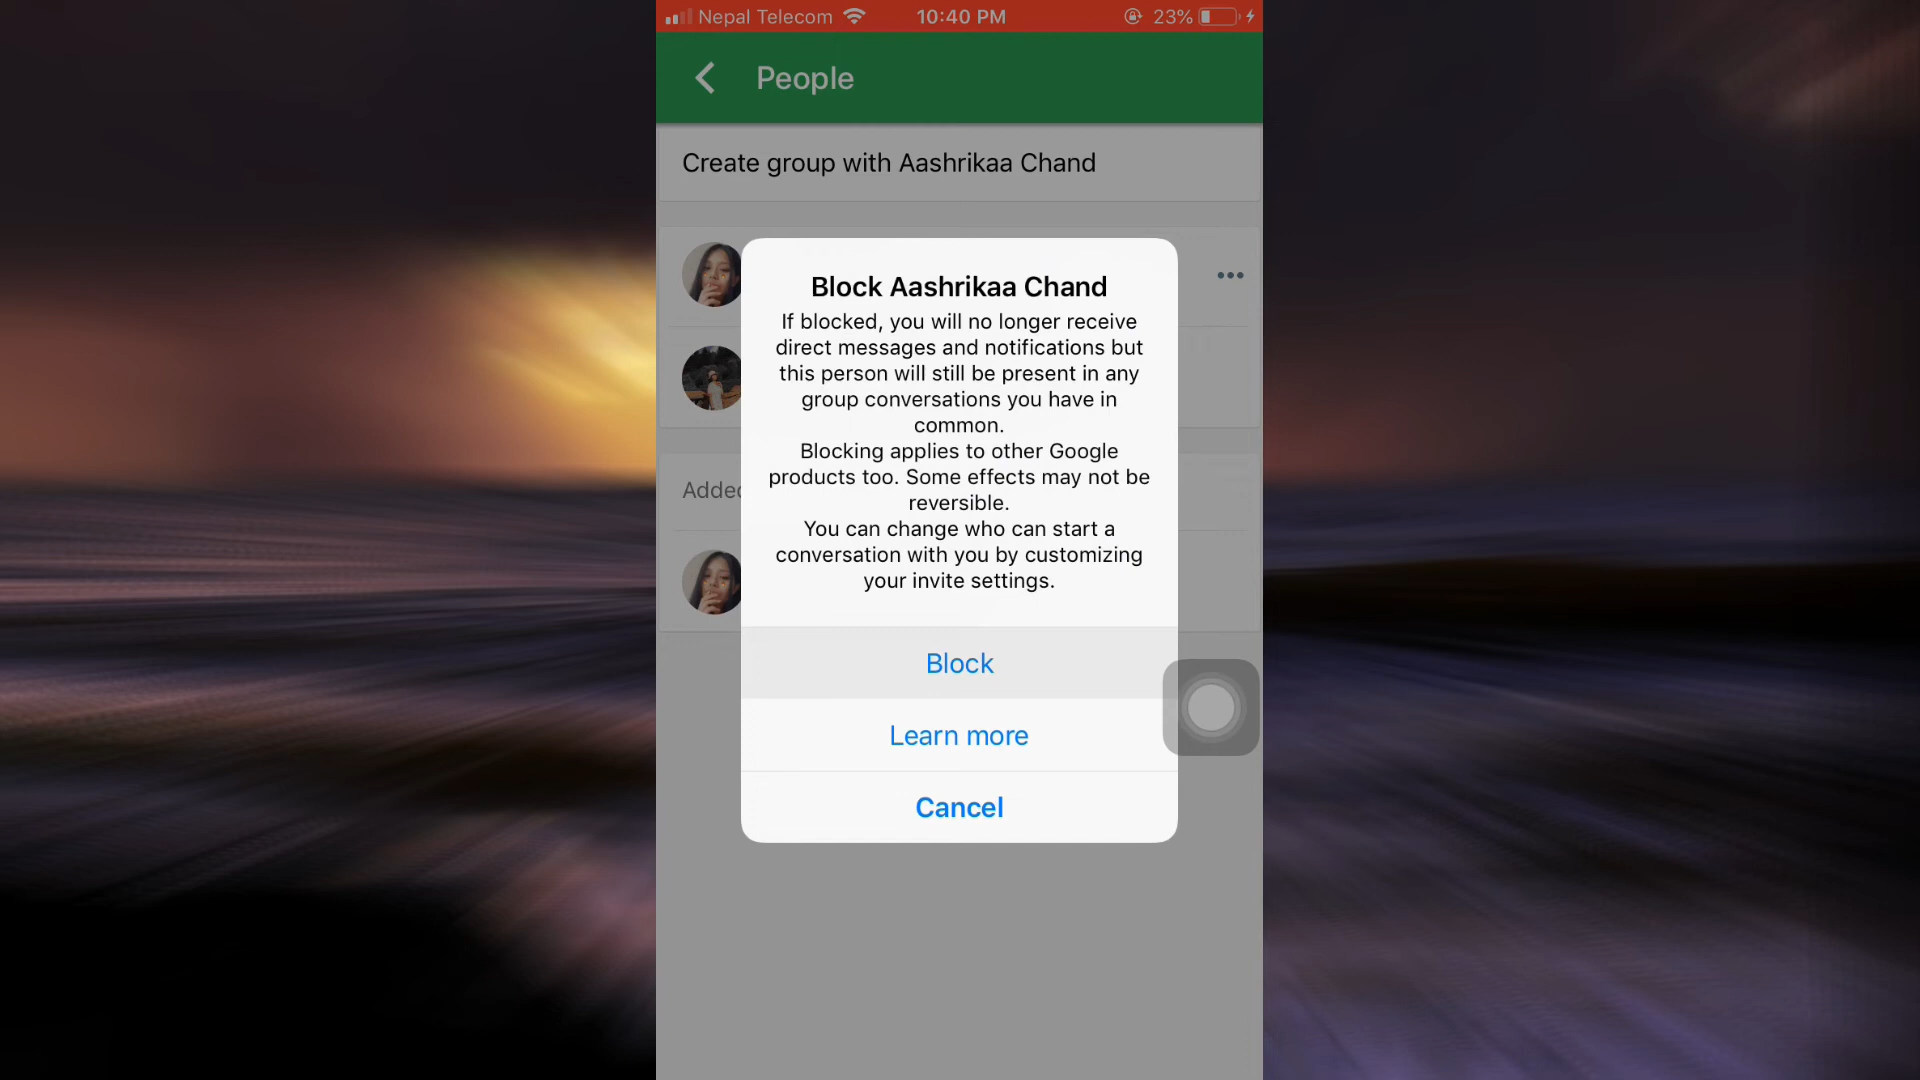 Nepal Telecom 10:40 PM 23%
People
Create group with Aashrikaa Chand
Block Aashrikaa Chand
If blocked, you will no longer receive
direct messages and notifications but
this person will still be present in any
group conversations you have in
common.
Blocking applies to other Google
products too. Some effects may not be
reversible.
You can change who can start a
conversation with you by customizing
your invite settings.
Added
Block
Learn more
Cancel